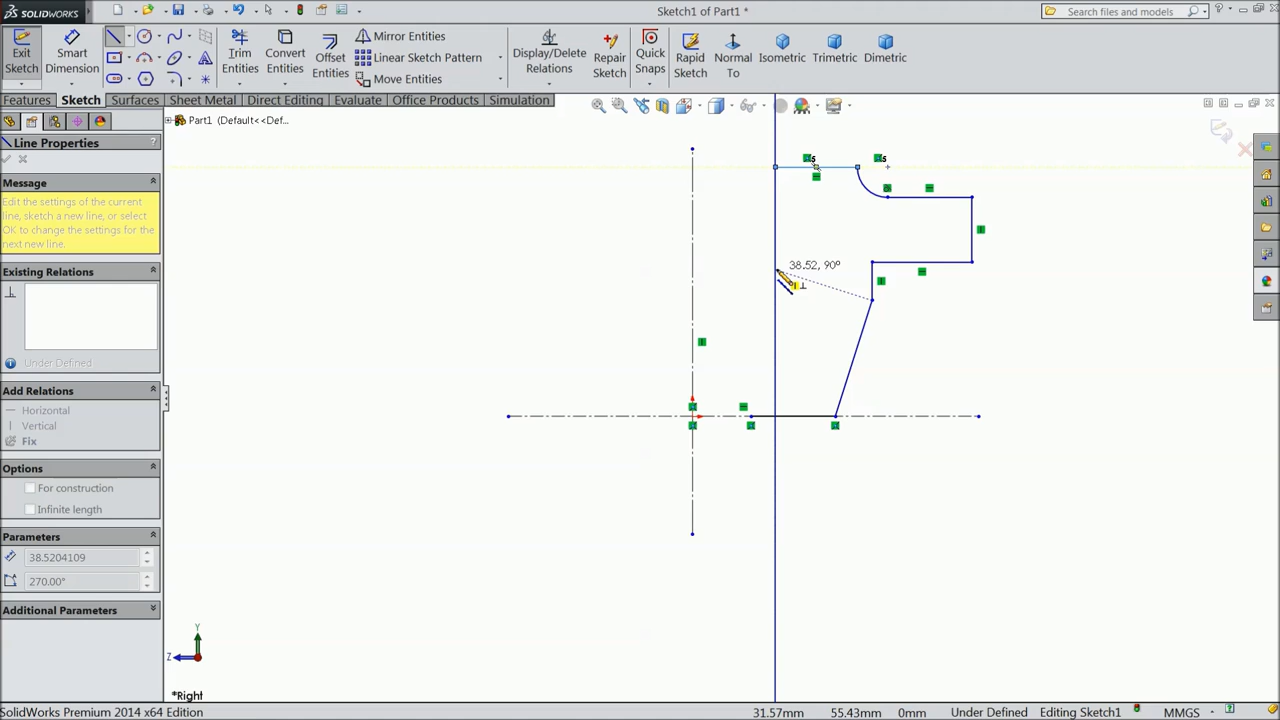 SOLIDWORKS
Sketch1 of Part1 *
Search files and models
Exit Sketch
Smart Dimension
Trim Entities
Convert Entities
Offset Entities
Mirror Entities
Linear Sketch Pattern
Move Entities
Display/Delete Relations
Repair Sketch
Quick Snaps
Rapid Sketch
Normal To
Isometric
Trimetric
Dimetric
Features
Sketch
Surfaces
Sheet Metal
Direct Editing
Evaluate
Office Products
Simulation
Part1 (Default<<Def...
Line Properties
?
Message
Edit the settings of the current
line, sketch a new line, or select
OK to change the settings for the
next new line.
Existing Relations
Under Defined
Add Relations
Horizontal
Vertical
Fix
Options
For construction
Infinite length
Parameters
38.5204109
270.00°
Additional Parameters
38.52, 90°
Y
Z
*Right
SolidWorks Premium 2014 x64 Edition
31.57mm
55.43mm
0mm
Under Defined
Editing Sketch1
MMGS